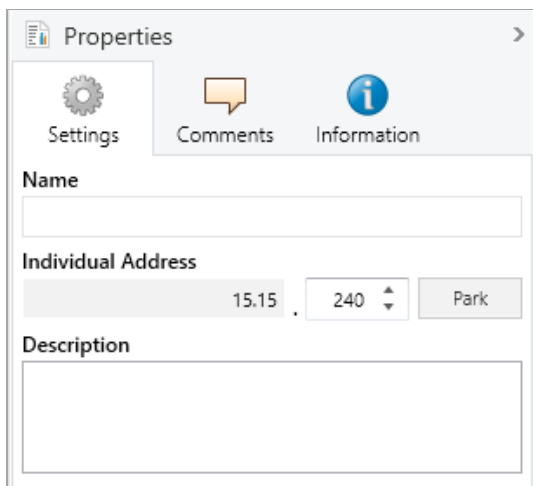 Properties
Settings Comments Information
Name
Individual Address
15.15 . 240 Park
Description